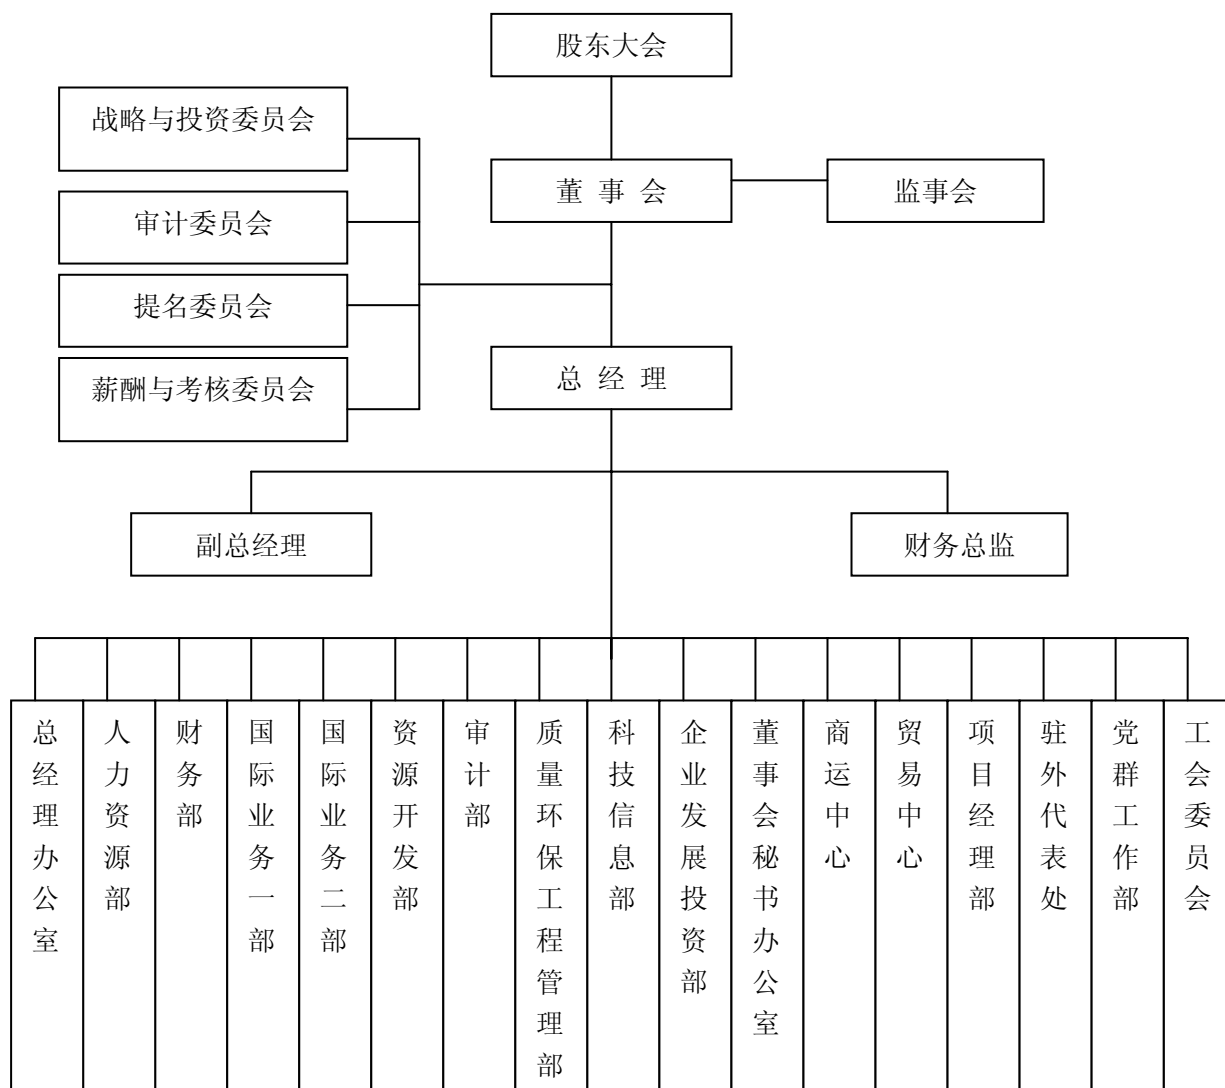 股东大会
战略与投资委员会
董 事 会
监事会
审计委员会
提名委员会
总 经 理
薪酬与考核委员会
副总经理
财务总监
总经理办公室
人力资源部
财务部
国际业务一部
国际业务二部
资源开发部
审计部
质量环保工程管理部
科技信息部
企业发展投资部
董事会秘书办公室
商运中心
贸易中心
项目经理部
驻外代表处
党群工作部
工会委员会